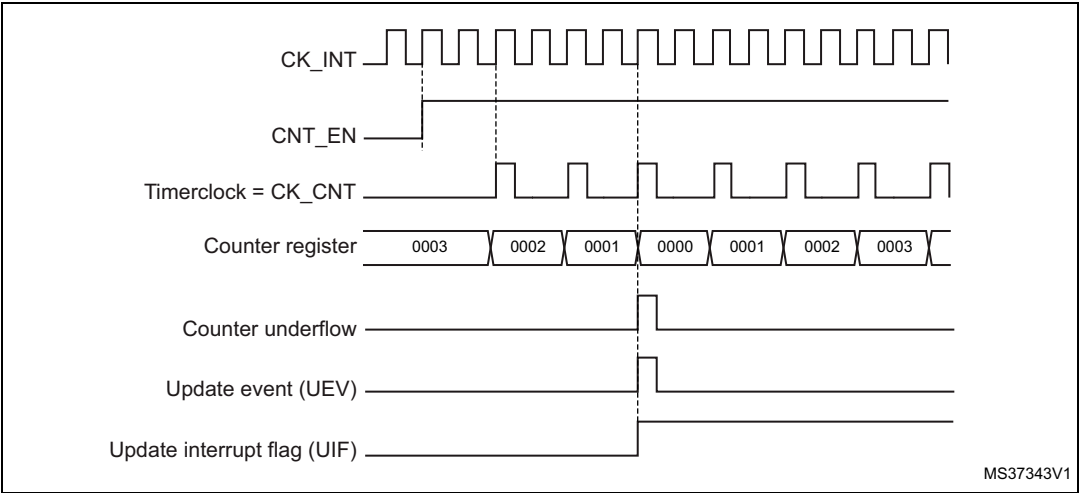 CK_INT
CNT_EN
Timerclock = CK_CNT
Counter register 0003 0002 0001 0000 0001 0002 0003
Counter underflow
Update event (UEV)
Update interrupt flag (UIF)
MS37343V1